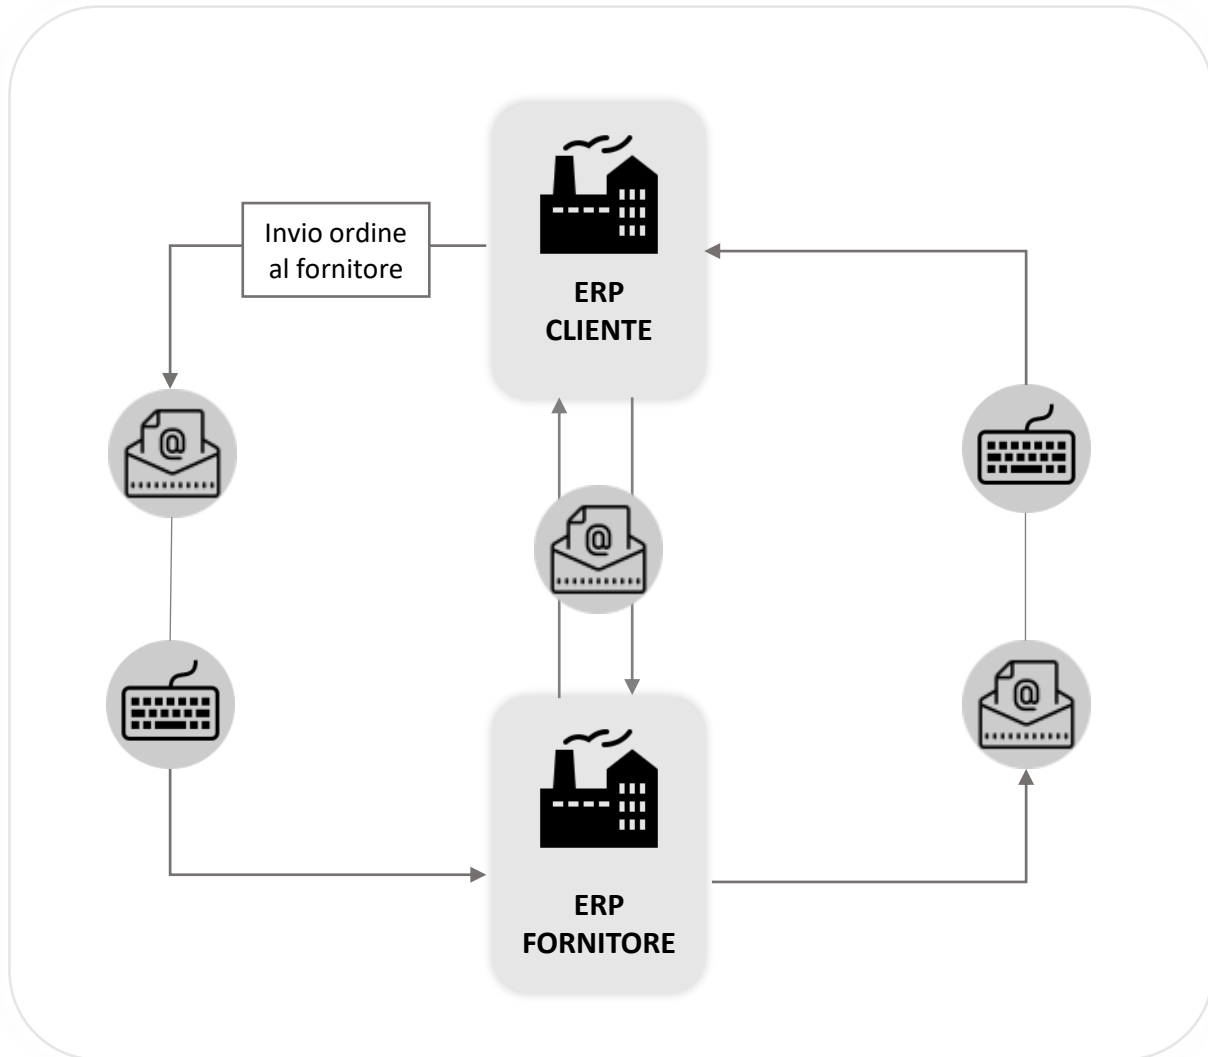 Invio ordine
al fornitore
ERP
CLIENTE
@
@
@
ERP
FORNITORE